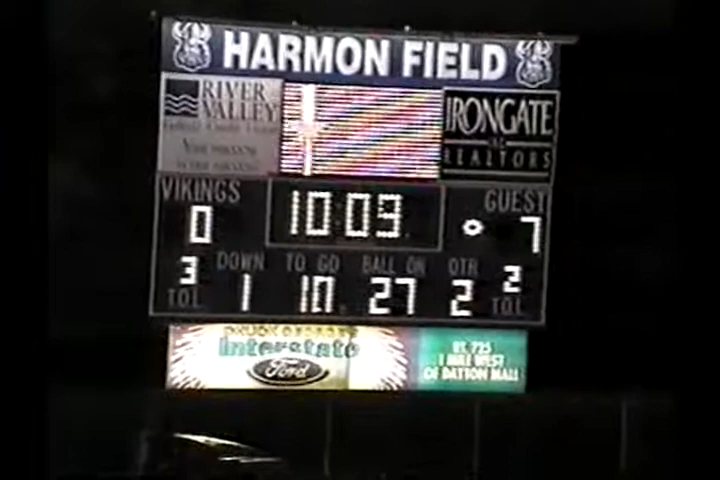 HARMON FIELD
RIVER
VALLEY
IRONGATE
INC.
REALTORS
VIKINGS
GUEST
0
10:09
7
DOWN TO GO BALL ON QTR
3
2
T.O.L
1 10 27 2
T.O.L
Interstate
Ford
RT. 725
1 MILE WEST
OF DAYTON MALL